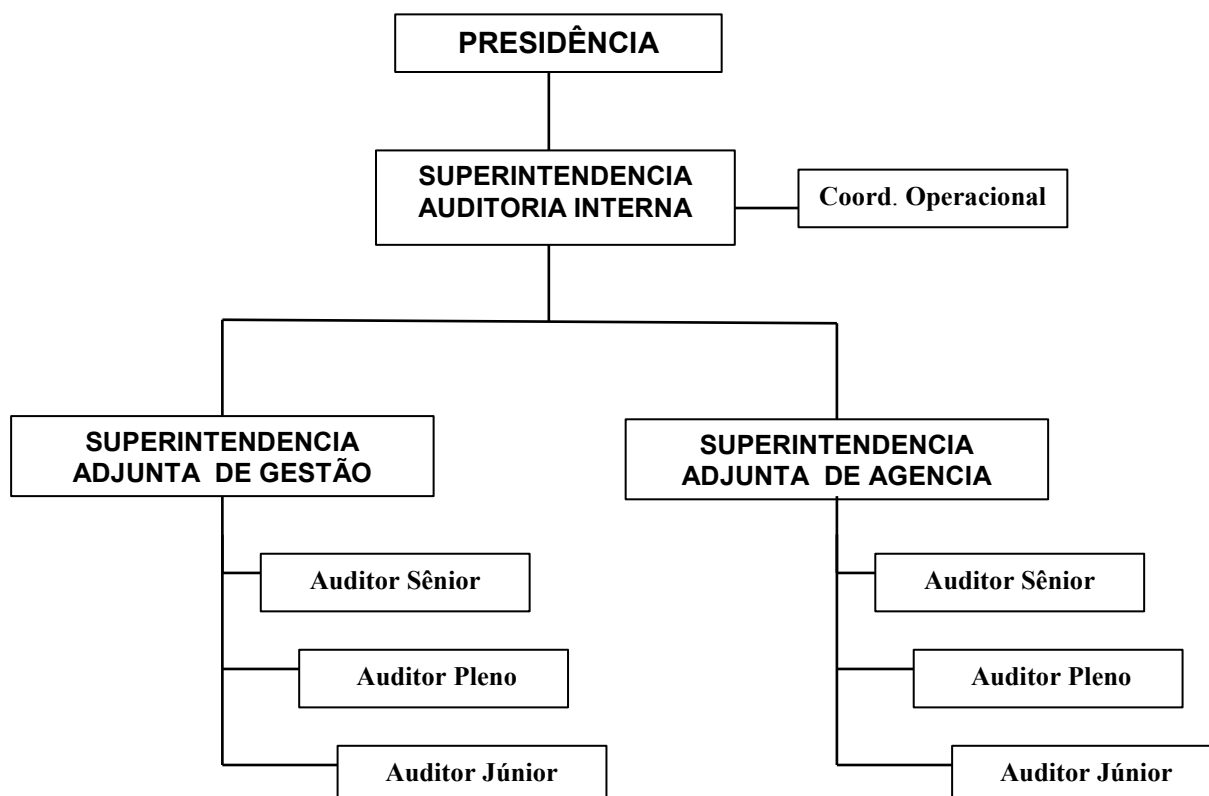 PRESIDÊNCIA
SUPERINTENDENCIA
AUDITORIA INTERNA
Coord. Operacional
SUPERINTENDENCIA
ADJUNTA DE GESTÃO
SUPERINTENDENCIA
ADJUNTA DE AGENCIA
Auditor Sênior
Auditor Sênior
Auditor Pleno
Auditor Pleno
Auditor Júnior
Auditor Júnior